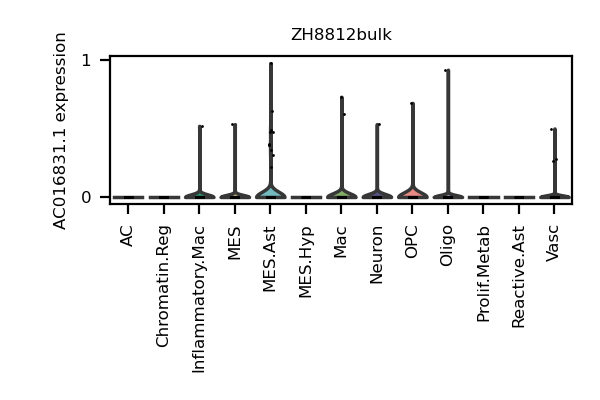 ZH8812bulk
AC016831.1 expression
1
0
AC
Chromatin.Reg
Inflammatory.Mac
MES
MES.Ast
MES.Hyp
Mac
Neuron
OPC
Oligo
Prolif.Metab
Reactive.Ast
Vasc